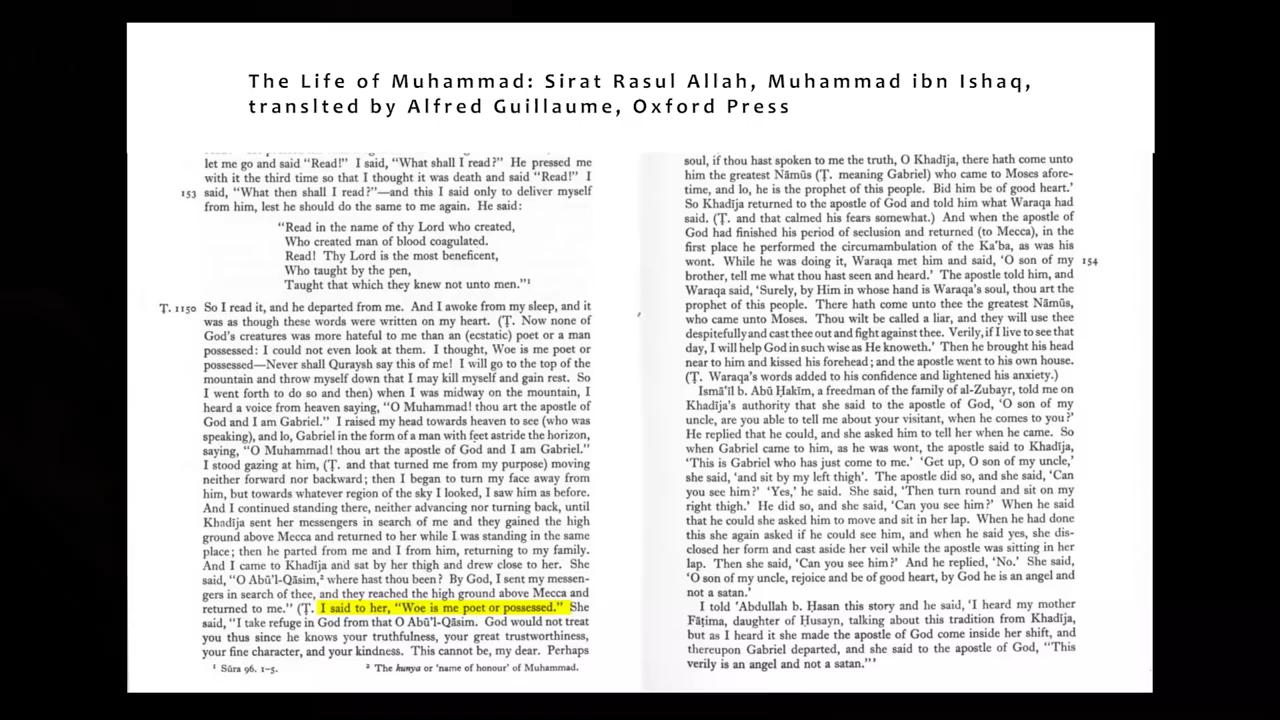 The Life of Muhammad: Sirat Rasul Allah, Muhammad ibn Ishaq,
translted by Alfred Guillaume, Oxford Press
let me go and said "Read!" I said, "What shall I read?" He pressed me
with it the third time so that I thought it was death and said "Read!" I
153 said, "What then shall I read?"—and this I said only to deliver myself
from him, lest he should do the same to me again. He said:
"Read in the name of thy Lord who created,
Who created man of blood coagulated.
Read! Thy Lord is the most beneficent,
Who taught by the pen,
Taught that which they knew not unto men."¹
Ṭ. 1150 So I read it, and he departed from me. And I awoke from my sleep, and it
was as though these words were written on my heart. (Ṭ. Now none of
God's creatures was more hateful to me than an (ecstatic) poet or a man
possessed: I could not even look at them. I thought, Woe is me poet or
possessed—Never shall Quraysh say this of me! I will go to the top of the
mountain and throw myself down that I may kill myself and gain rest. So
I went forth to do so and then) when I was midway on the mountain, I
heard a voice from heaven saying, "O Muhammad! thou art the apostle of
God and I am Gabriel." I raised my head towards heaven to see (who was
speaking), and lo, Gabriel in the form of a man with feet astride the horizon,
saying, "O Muhammad! thou art the apostle of God and I am Gabriel."
I stood gazing at him, (Ṭ. and that turned me from my purpose) moving
neither forward nor backward; then I began to turn my face away from
him, but towards whatever region of the sky I looked, I saw him as before.
And I continued standing there, neither advancing nor turning back, until
Khadīja sent her messengers in search of me and they gained the high
ground above Mecca and returned to her while I was standing in the same
place; then he parted from me and I from him, returning to my family.
And I came to Khadīja and sat by her thigh and drew close to her. She
said, "O Abū'l-Qāsim,² where hast thou been? By God, I sent my messen-
gers in search of thee, and they reached the high ground above Mecca and
returned to me." (Ṭ. I said to her, "Woe is me poet or possessed." She
said, "I take refuge in God from that O Abū'l-Qāsim. God would not treat
you thus since he knows your truthfulness, your great trustworthiness,
your fine character, and your kindness. This cannot be, my dear. Perhaps
¹ Sūra 96. 1–5. ² The kunya or 'name of honour' of Muhammad.
soul, if thou hast spoken to me the truth, O Khadīja, there hath come unto
him the greatest Nāmūs (Ṭ. meaning Gabriel) who came to Moses afore-
time, and lo, he is the prophet of this people. Bid him be of good heart.'
So Khadīja returned to the apostle of God and told him what Waraqa had
said. (Ṭ. and that calmed his fears somewhat.) And when the apostle of
God had finished his period of seclusion and returned (to Mecca), in the
first place he performed the circumambulation of the Ka'ba, as was his
wont. While he was doing it, Waraqa met him and said, 'O son of my 154
brother, tell me what thou hast seen and heard.' The apostle told him, and
Waraqa said, 'Surely, by Him in whose hand is Waraqa's soul, thou art the
prophet of this people. There hath come unto thee the greatest Nāmūs,
who came unto Moses. Thou wilt be called a liar, and they will use thee
despitefully and cast thee out and fight against thee. Verily, if I live to see that
day, I will help God in such wise as He knoweth.' Then he brought his head
near to him and kissed his forehead; and the apostle went to his own house.
(Ṭ. Waraqa's words added to his confidence and lightened his anxiety.)
Ismā'īl b. Abū Ḥakīm, a freedman of the family of al-Zubayr, told me on
Khadīja's authority that she said to the apostle of God, 'O son of my
uncle, are you able to tell me about your visitant, when he comes to you?'
He replied that he could, and she asked him to tell her when he came. So
when Gabriel came to him, as he was wont, the apostle said to Khadīja,
'This is Gabriel who has just come to me.' 'Get up, O son of my uncle,'
she said, 'and sit by my left thigh'. The apostle did so, and she said, 'Can
you see him?' 'Yes,' he said. She said, 'Then turn round and sit on my
right thigh.' He did so, and she said, 'Can you see him?' When he said
that he could she asked him to move and sit in her lap. When he had done
this she again asked if he could see him, and when he said yes, she dis-
closed her form and cast aside her veil while the apostle was sitting in her
lap. Then she said, 'Can you see him?' And he replied, 'No.' She said,
'O son of my uncle, rejoice and be of good heart, by God he is an angel and
not a satan.'
I told 'Abdullah b. Ḥasan this story and he said, 'I heard my mother
Fāṭima, daughter of Ḥusayn, talking about this tradition from Khadīja,
but as I heard it she made the apostle of God come inside her shift, and
thereupon Gabriel departed, and she said to the apostle of God, "This
verily is an angel and not a satan."'